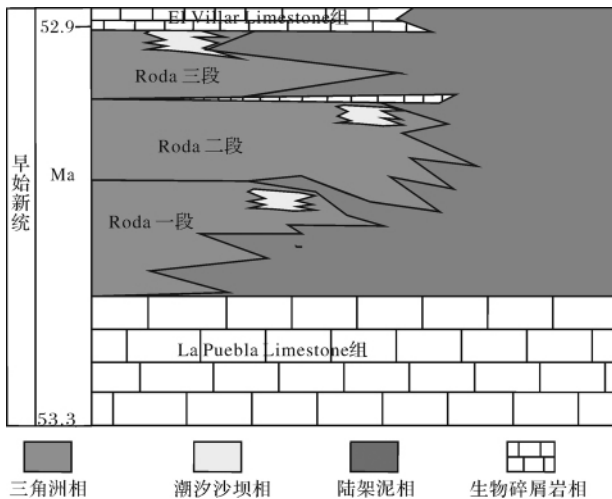 El Villar Limestone组
52.9
Roda 三段
Roda 二段
Ma
早始新统
Roda 一段
La Puebla Limestone组
53.3
三角洲相
潮汐沙坝相
陆架泥相
生物碎屑岩相